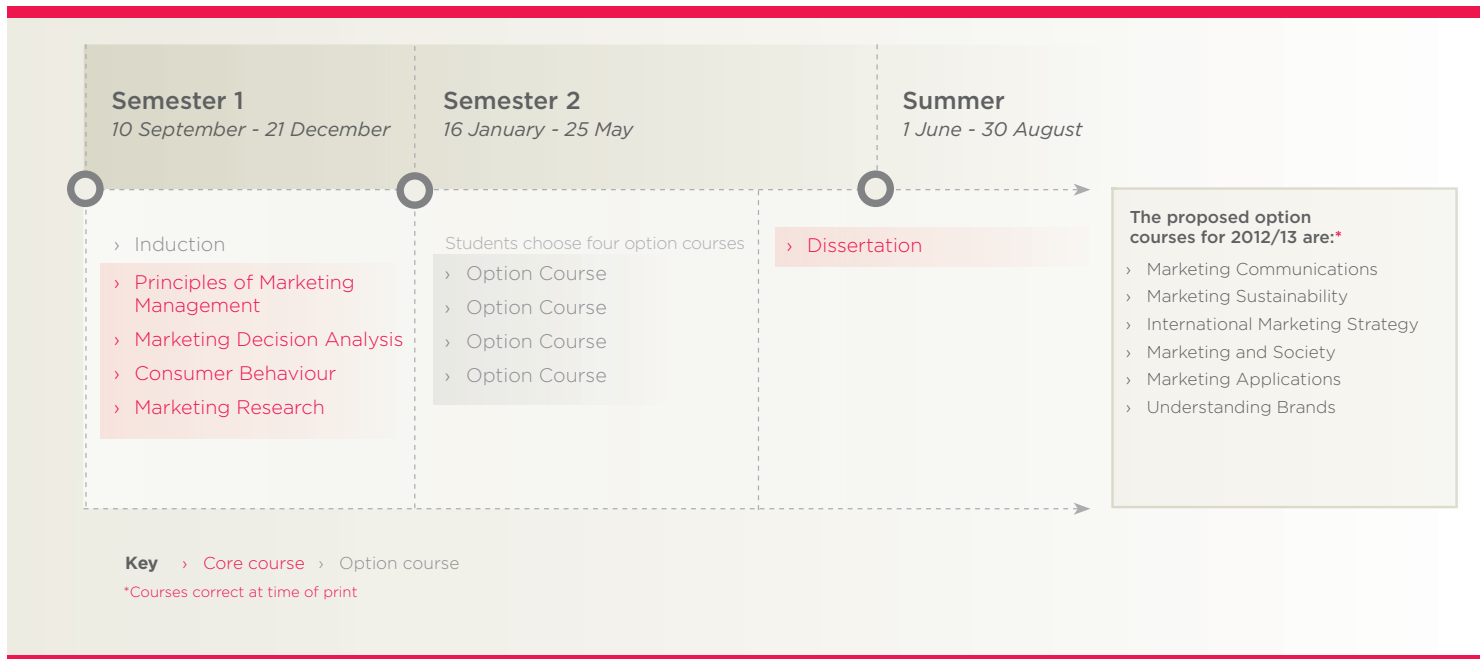 Semester 1
10 September - 21 December
Semester 2
16 January - 25 May
Summer
1 June - 30 August
› Induction
› Principles of Marketing
Management
› Marketing Decision Analysis
› Consumer Behaviour
› Marketing Research
Students choose four option courses
› Option Course
› Option Course
› Option Course
› Option Course
› Dissertation
The proposed option
courses for 2012/13 are:*
› Marketing Communications
› Marketing Sustainability
› International Marketing Strategy
› Marketing and Society
› Marketing Applications
› Understanding Brands
Key › Core course › Option course
*Courses correct at time of print